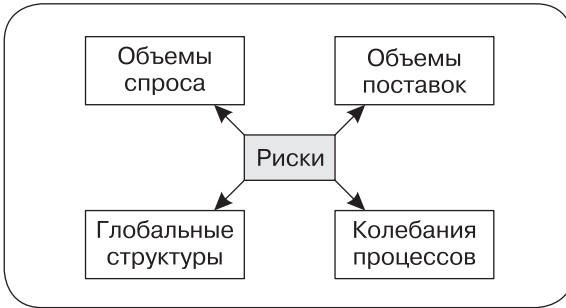 Объемы
спроса
Объемы
поставок
Риски
Глобальные
структуры
Колебания
процессов